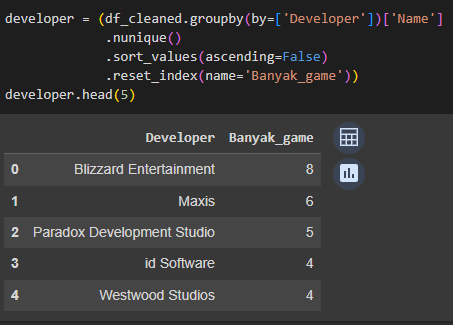 developer = (df_cleaned.groupby(by=['Developer'])['Name']
.nunique()
.sort_values(ascending=False)
.reset_index(name='Banyak_game'))
developer.head(5)
Developer Banyak_game
0 Blizzard Entertainment 8
1 Maxis 6
2 Paradox Development Studio 5
3 id Software 4
4 Westwood Studios 4